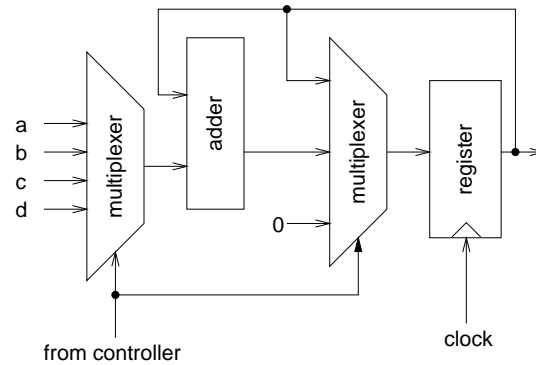 a
b
c
d
multiplexer
adder
0
multiplexer
register
from controller
clock